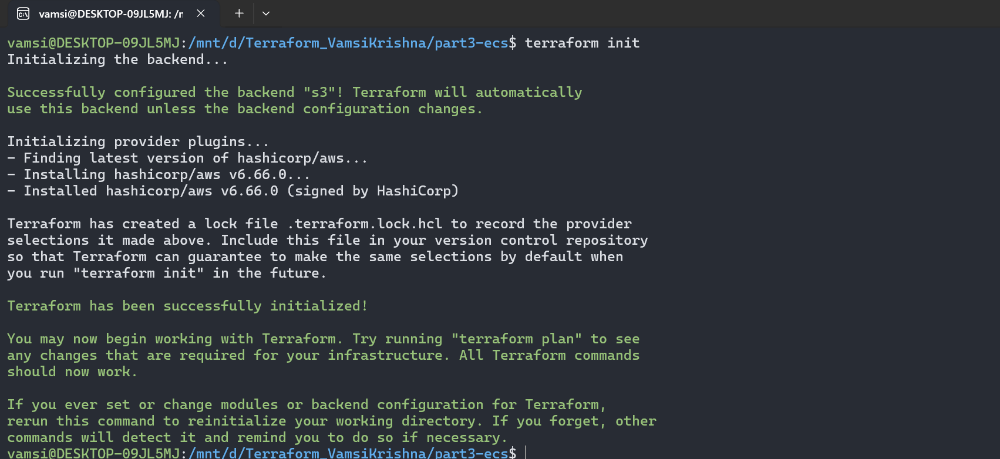 vamsi@DESKTOP-09JL5MJ: /n
vamsi@DESKTOP-09JL5MJ:/mnt/d/Terraform_VamsiKrishna/part3-ecs$ terraform init
Initializing the backend...
Successfully configured the backend "s3"! Terraform will automatically
use this backend unless the backend configuration changes.
Initializing provider plugins...
- Finding latest version of hashicorp/aws...
- Installing hashicorp/aws v6.66.0...
- Installed hashicorp/aws v6.66.0 (signed by HashiCorp)
Terraform has created a lock file .terraform.lock.hcl to record the provider
selections it made above. Include this file in your version control repository
so that Terraform can guarantee to make the same selections by default when
you run "terraform init" in the future.
Terraform has been successfully initialized!
You may now begin working with Terraform. Try running "terraform plan" to see
any changes that are required for your infrastructure. All Terraform commands
should now work.
If you ever set or change modules or backend configuration for Terraform,
rerun this command to reinitialize your working directory. If you forget, other
commands will detect it and remind you to do so if necessary.
vamsi@DESKTOP-09JL5MJ:/mnt/d/Terraform_VamsiKrishna/part3-ecs$